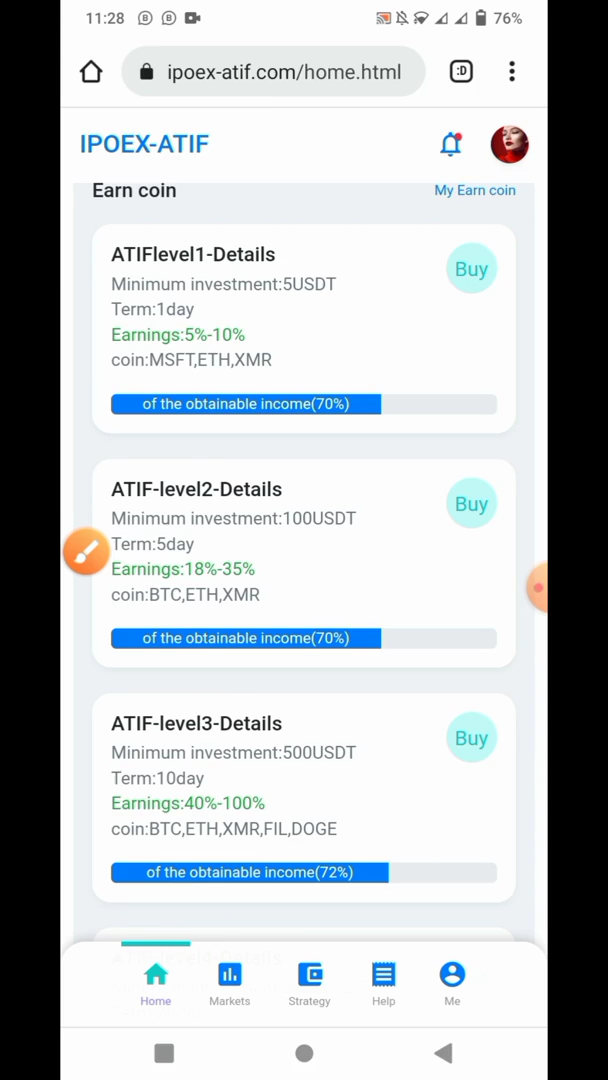 11:28
76%
:D
ipoex-atif.com/home.html
IPOEX-ATIF
Earn coin
My Earn coin
ATIFlevel1-Details
Buy
Minimum investment:5USDT
Term:1day
Earnings:5%-10%
coin:MSFT,ETH,XMR
of the obtainable income(70%)
ATIF-level2-Details
Buy
Minimum investment:100USDT
Term:5day
Earnings:18%-35%
coin:BTC,ETH,XMR
of the obtainable income(70%)
ATIF-level3-Details
Buy
Minimum investment:500USDT
Term:10day
Earnings:40%-100%
coin:BTC,ETH,XMR,FIL,DOGE
of the obtainable income(72%)
Home
Markets
Strategy
Help
Me